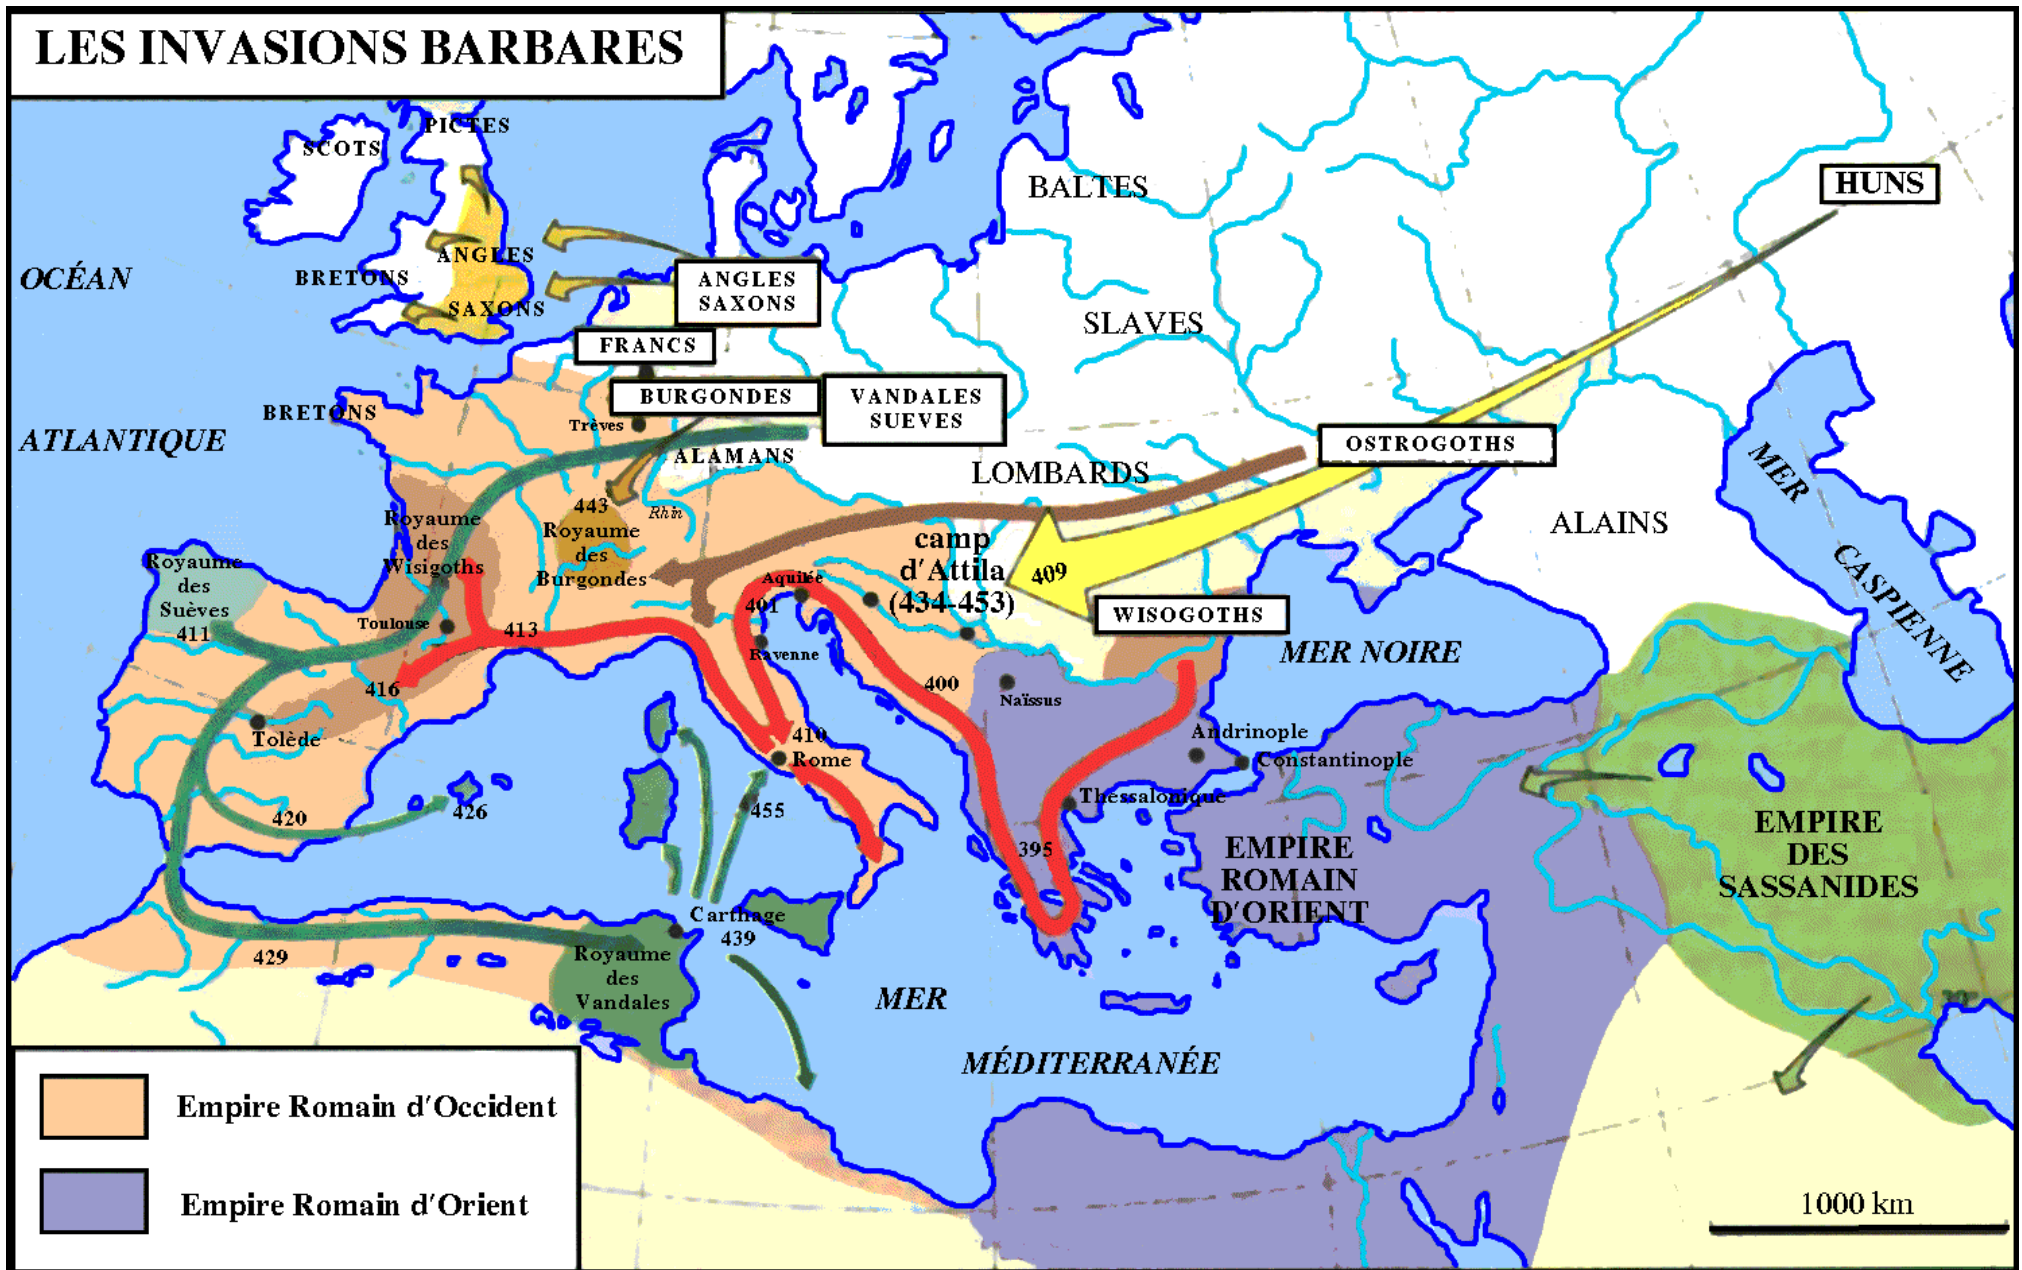 LES INVASIONS BARBARES
PICTES
SCOTS
BALTES
HUNS
OCÉAN
ANGLES
BRETONS
SAXONS
ANGLES
SAXONS
SLAVES
FRANCS
BURGONDES
VANDALES
SUEVES
BRETONS
ATLANTIQUE
Trèves
ALAMANS
OSTROGOTHS
LOMBARDS
MER
CASPIENNE
443
Royaume
des
Burgondes
Rhin
Royaume
des
Wisigoths
ALAINS
camp
d'Attila
(434-453)
409
Royaume
des
Suèves
411
Aquilée
401
WISOGOTHS
Toulouse
413
Ravenne
MER NOIRE
416
400
Naïssus
Tolède
410
Rome
Andrinople
Constantinople
Thessalonique
420
426
455
395
EMPIRE
ROMAIN
D'ORIENT
EMPIRE
DES
SASSANIDES
Carthage
439
429
Royaume
des
Vandales
MER
MÉDITERRANÉE
Empire Romain d'Occident
Empire Romain d'Orient
1000 km